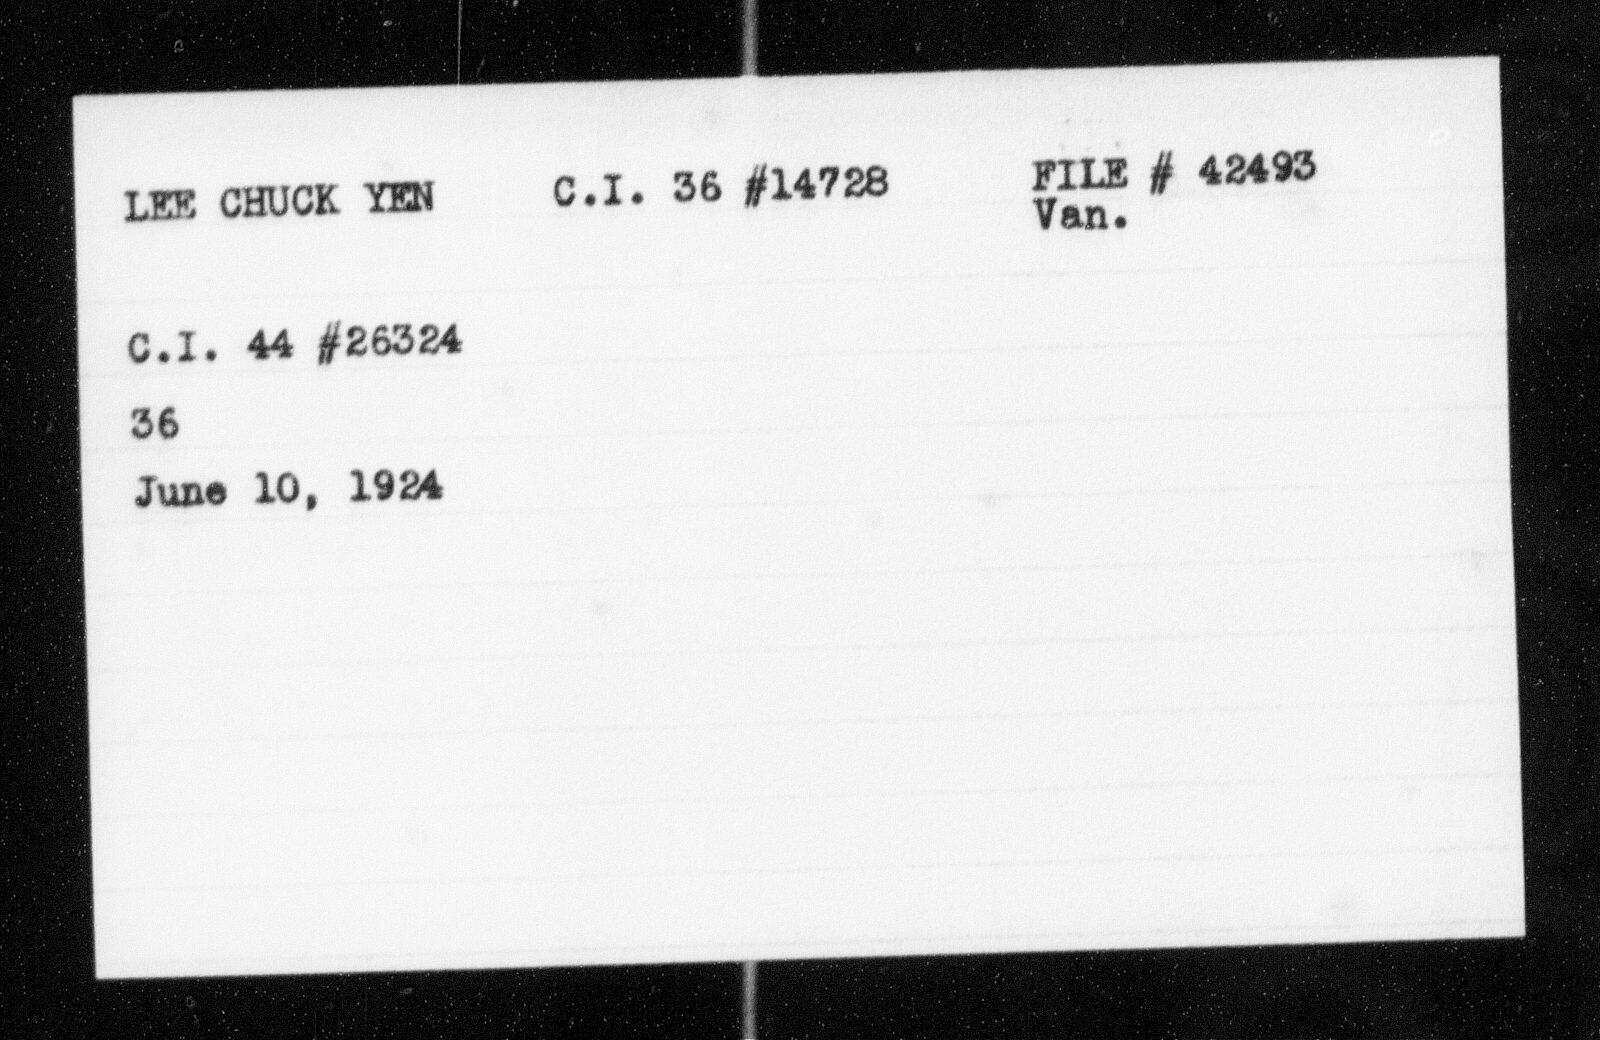 LEE CHUCK YEN C.I. 36 #14728 FILE # 42493
Van.
C.I. 44 #26324
36
June 10, 1924